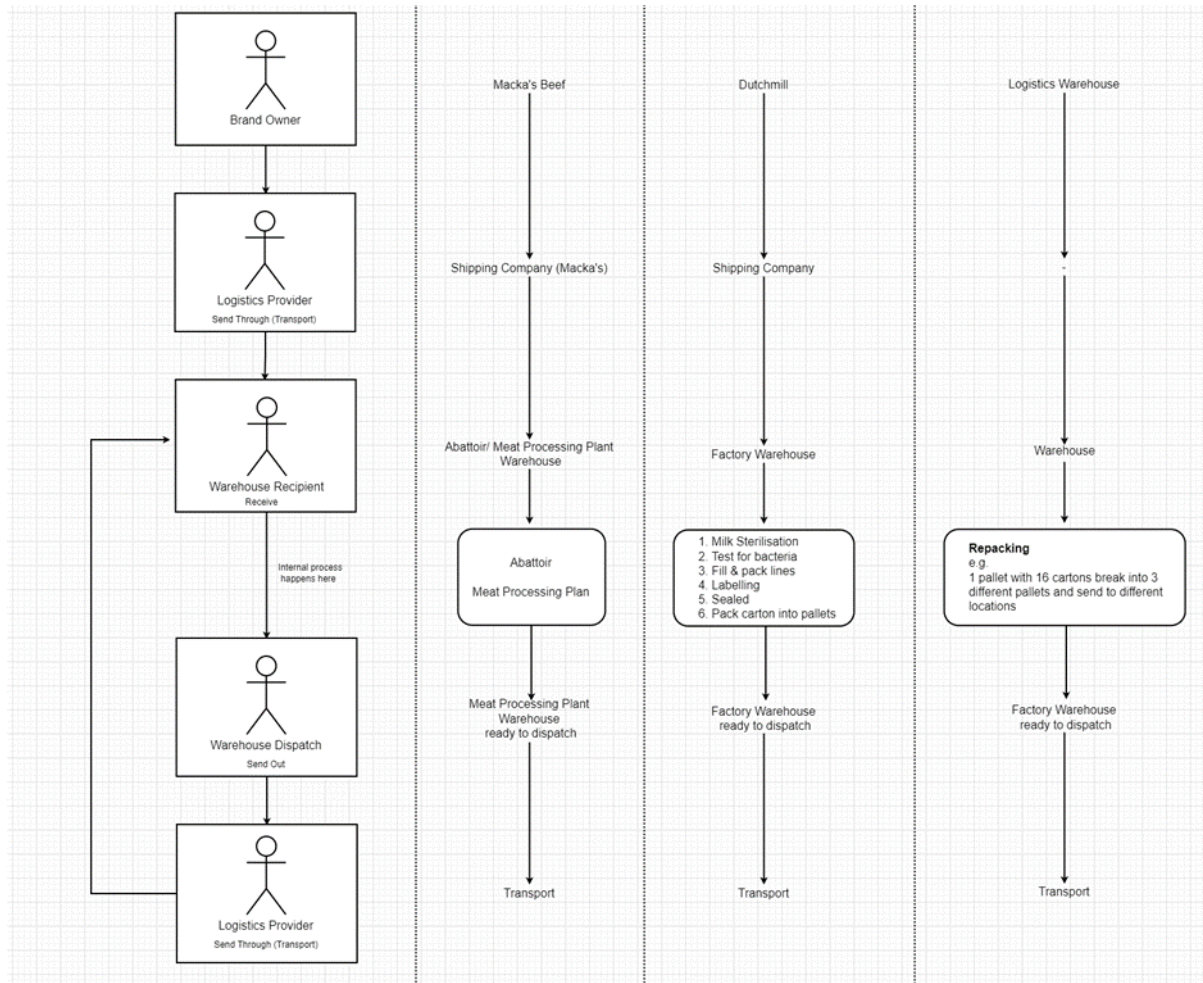 Brand Owner
Logistics Provider
Send Through (Transport)
Warehouse Recipient
Receive
Internal process
happens here
Warehouse Dispatch
Send Out
Logistics Provider
Send Through (Transport)
Macka's Beef
Shipping Company (Macka's)
Abattoir/ Meat Processing Plant
Warehouse
Abattoir
Meat Processing Plan
Meat Processing Plant
Warehouse
ready to dispatch
Transport
Dutchmill
Shipping Company
Factory Warehouse
1. Milk Sterilisation
2. Test for bacteria
3. Fill & pack lines
4. Labelling
5. Sealed
6. Pack carton into pallets
Factory Warehouse
ready to dispatch
Transport
Logistics Warehouse
-
Warehouse
Repacking
e.g.
1 pallet with 16 cartons break into 3
different pallets and send to different
locations
Factory Warehouse
ready to dispatch
Transport